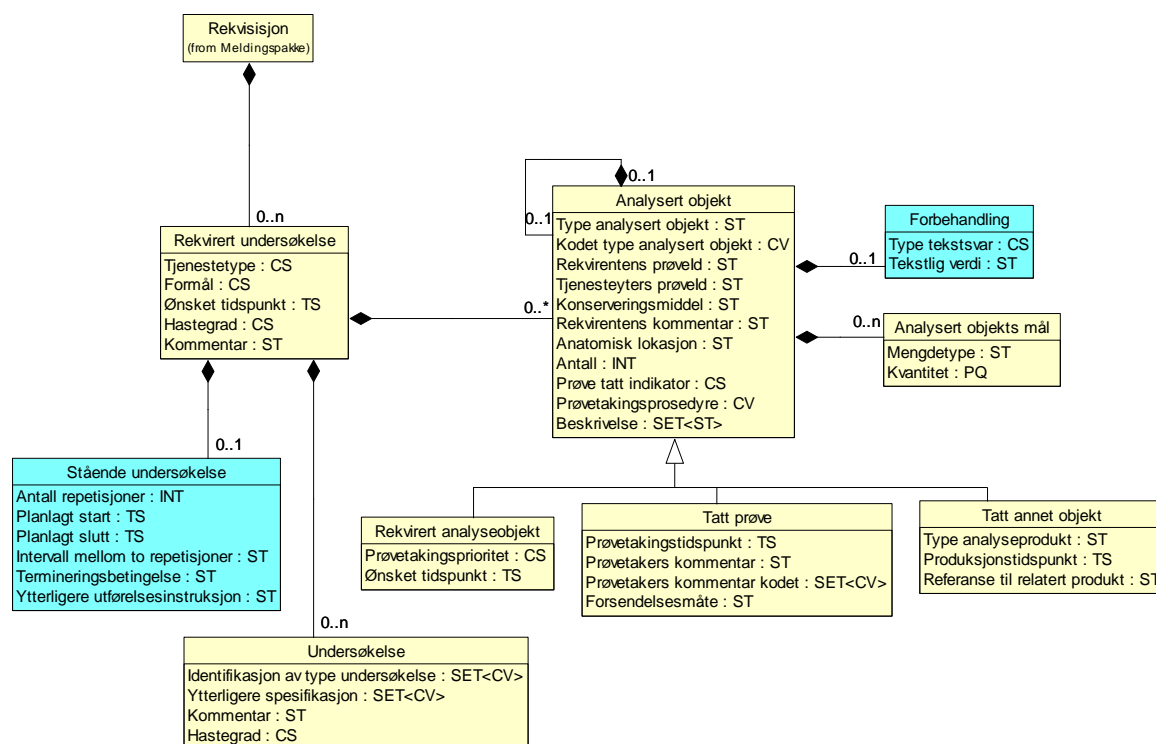 Rekvisisjon
(from Meldingspakke)
0..n
Rekvirert undersøkelse
Tjenestetype : CS
Formål : CS
Ønsket tidspunkt : TS
Hastegrad : CS
Kommentar : ST
0..*
0..1
0..1
Analysert objekt
Type analysert objekt : ST
Kodet type analysert objekt : CV
Rekvirentens prøveId : ST
Tjenesteyters prøveId : ST
Konserveringsmiddel : ST
Rekvirentens kommentar : ST
Anatomisk lokasjon : ST
Antall : INT
Prøve tatt indikator : CS
Prøvetakingsprosedyre : CV
Beskrivelse : SET<ST>
0..1
Forbehandling
Type tekstsvar : CS
Tekstlig verdi : ST
0..n
Analysert objekts mål
Mengdetype : ST
Kvantitet : PQ
0..1
Stående undersøkelse
Antall repetisjoner : INT
Planlagt start : TS
Planlagt slutt : TS
Intervall mellom to repetisjoner : ST
Termineringsbetingelse : ST
Ytterligere utførelsesinstruksjon : ST
Rekvirert analyseobjekt
Prøvetakingsprioritet : CS
Ønsket tidspunkt : TS
Tatt prøve
Prøvetakingstidspunkt : TS
Prøvetakers kommentar : ST
Prøvetakers kommentar kodet : SET<CV>
Forsendelsesmåte : ST
Tatt annet objekt
Type analyseprodukt : ST
Produksjonstidspunkt : TS
Referanse til relatert produkt : ST
0..n
Undersøkelse
Identifikasjon av type undersøkelse : SET<CV>
Ytterligere spesifikasjon : SET<CV>
Kommentar : ST
Hastegrad : CS